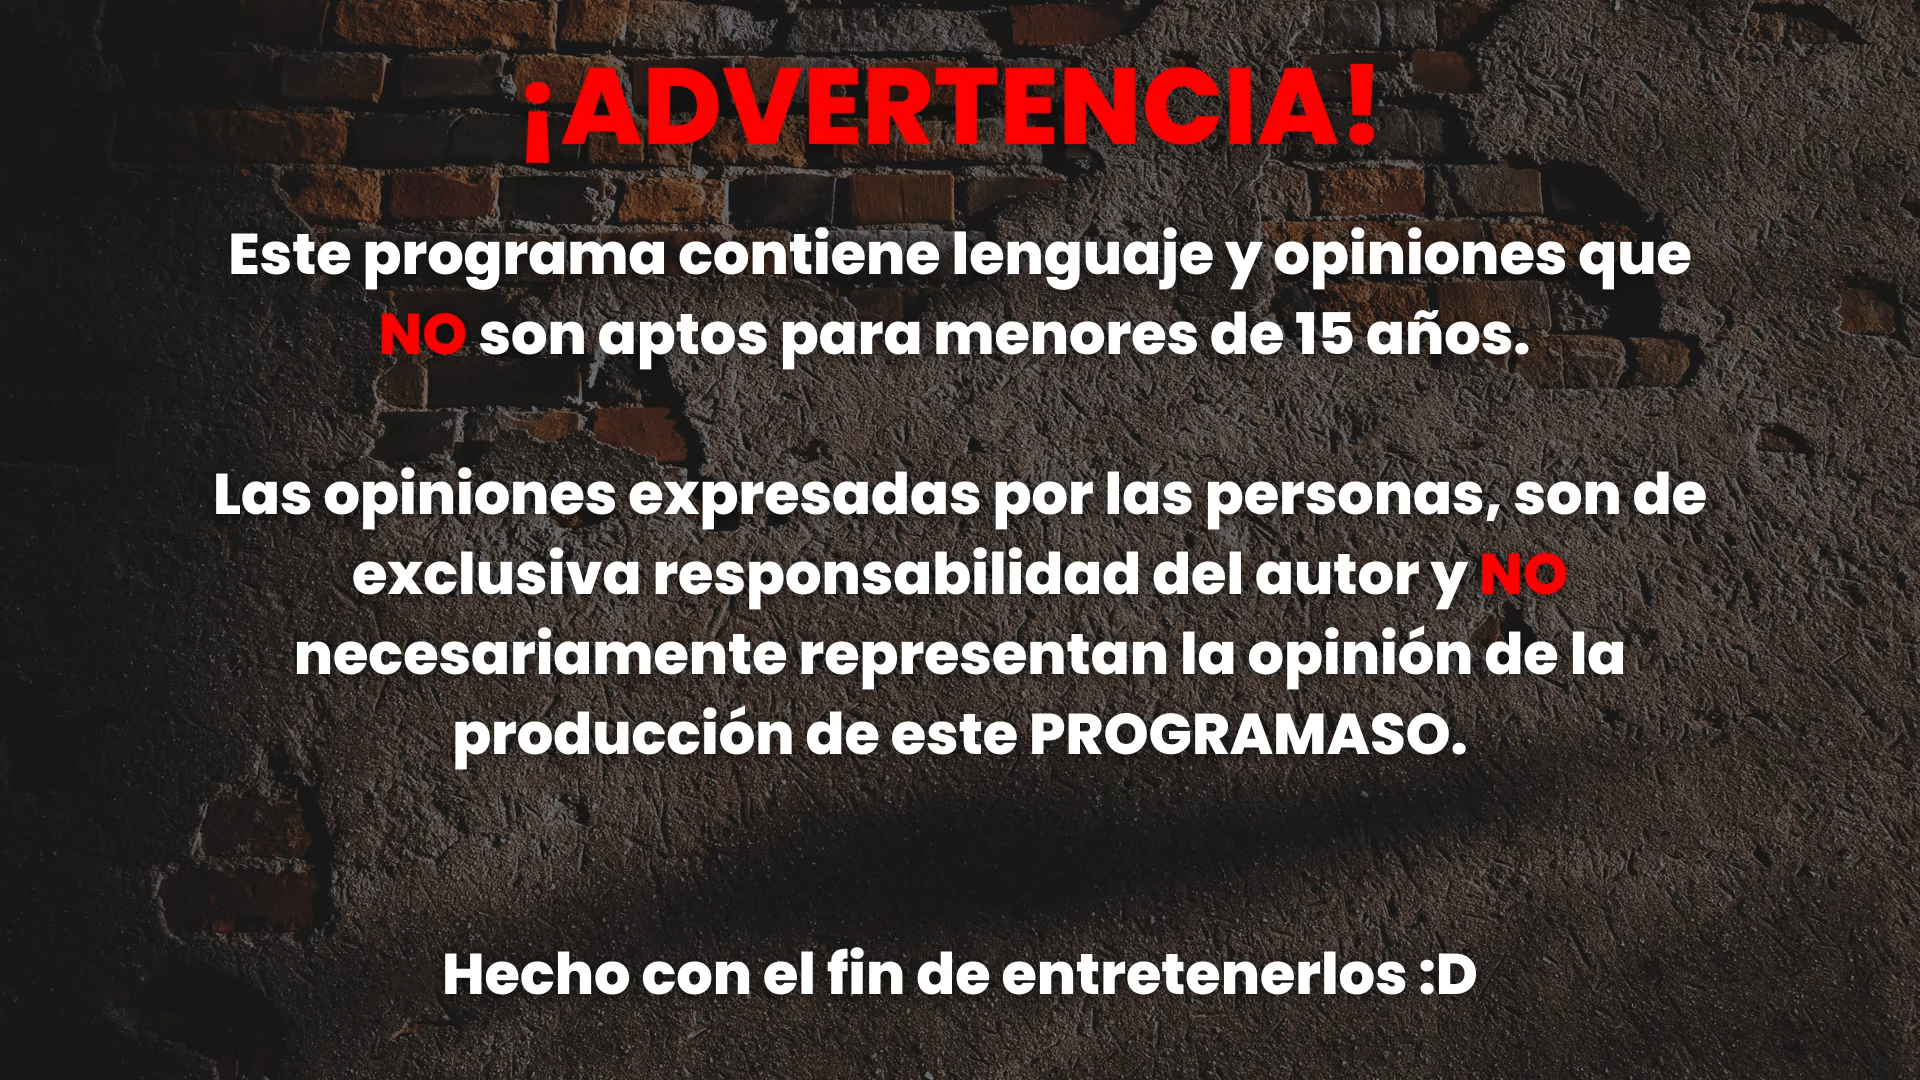 ¡ADVERTENCIA!
Este programa contiene lenguaje y opiniones que
NO son aptos para menores de 15 años.
Las opiniones expresadas por las personas, son de
exclusiva responsabilidad del autor y NO
necesariamente representan la opinión de la
producción de este PROGRAMASO.
Hecho con el fin de entretenerlos :D